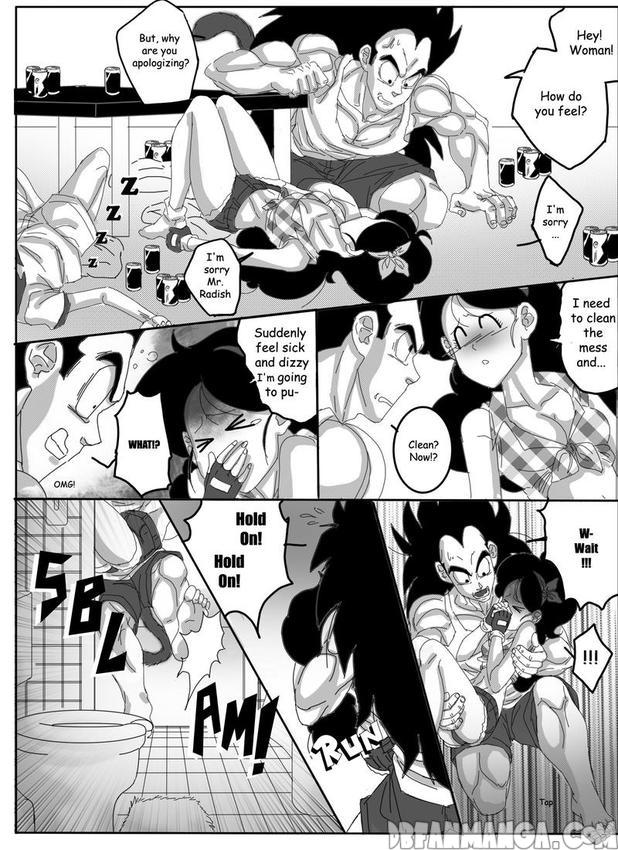 But, why
are you
apologizing?
Hey!
Woman!
How do
you
feel?
I'm
sorry
...
Z
Z
Z
Z
I'm
sorry
Mr.
Radish
I need
to clean
the
mess
and...
Clean?
Now!?
Suddenly
feel sick
and dizzy
I'm going
to pu-
WHAT!?
OMG!
W-
Wait
!!!
!!!
Top
Hold
On!
Hold
On!
RUN
SBL
AM!
DBFANMANGA.COM